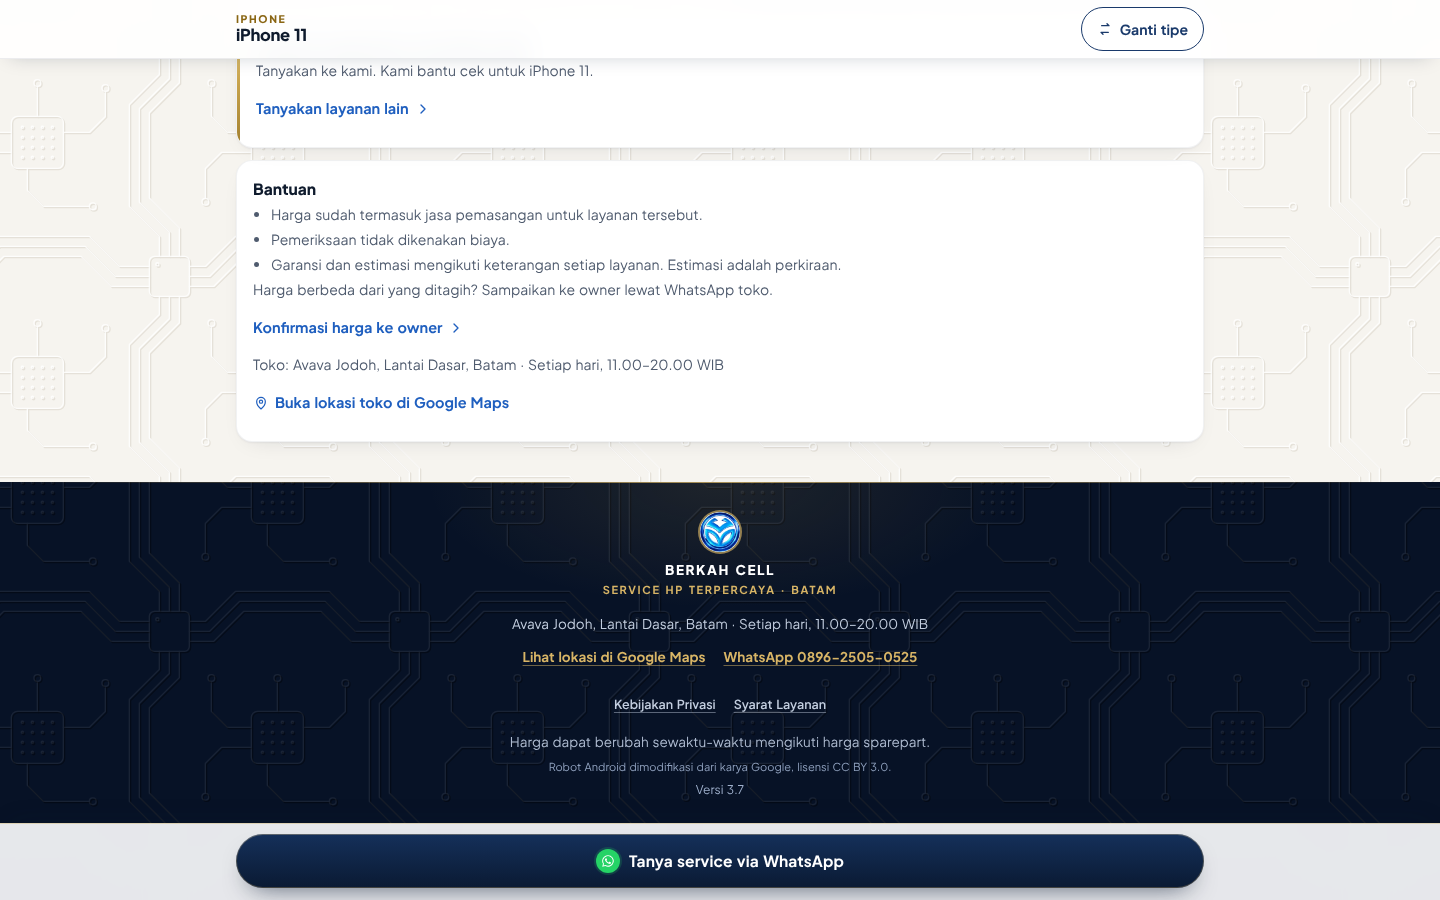 IPHONE
iPhone 11
Ganti tipe
Tanyakan ke kami. Kami bantu cek untuk iPhone 11.
Tanyakan layanan lain
Bantuan
• Harga sudah termasuk jasa pemasangan untuk layanan tersebut.
• Pemeriksaan tidak dikenakan biaya.
• Garansi dan estimasi mengikuti keterangan setiap layanan. Estimasi adalah perkiraan.
Harga berbeda dari yang ditagih? Sampaikan ke owner lewat WhatsApp toko.
Konfirmasi harga ke owner
Toko: Avava Jodoh, Lantai Dasar, Batam · Setiap hari, 11.00–20.00 WIB
Buka lokasi toko di Google Maps
BERKAH CELL
SERVICE HP TERPERCAYA · BATAM
Avava Jodoh, Lantai Dasar, Batam · Setiap hari, 11.00–20.00 WIB
Lihat lokasi di Google Maps WhatsApp 0896-2505-0525
Kebijakan Privasi Syarat Layanan
Harga dapat berubah sewaktu-waktu mengikuti harga sparepart.
Robot Android dimodifikasi dari karya Google, lisensi CC BY 3.0.
Versi 3.7
Tanya service via WhatsApp